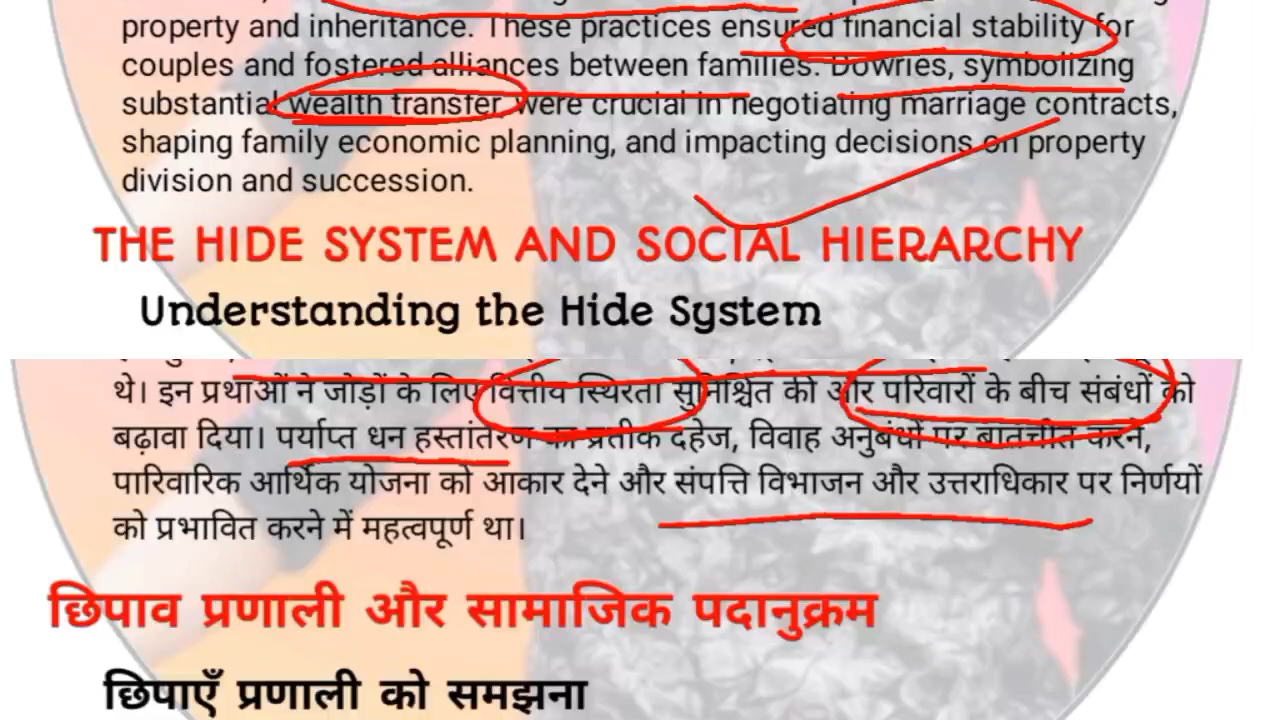 property and inheritance. These practices ensured financial stability for
couples and fostered alliances between families. Dowries, symbolizing
substantial wealth transfer, were crucial in negotiating marriage contracts,
shaping family economic planning, and impacting decisions on property
division and succession.
THE HIDE SYSTEM AND SOCIAL HIERARCHY
Understanding the Hide System
थे। इन प्रथाओं ने जोड़ों के लिए वित्तीय स्थिरता सुनिश्चित की और परिवारों के बीच संबंधों को
बढ़ावा दिया। पर्याप्त धन हस्तांतरण का प्रतीक दहेज, विवाह अनुबंधों पर बातचीत करने,
पारिवारिक आर्थिक योजना को आकार देने और संपत्ति विभाजन और उत्तराधिकार पर निर्णयों
को प्रभावित करने में महत्वपूर्ण था।
छिपाव प्रणाली और सामाजिक पदानुक्रम
छिपाएँ प्रणाली को समझना